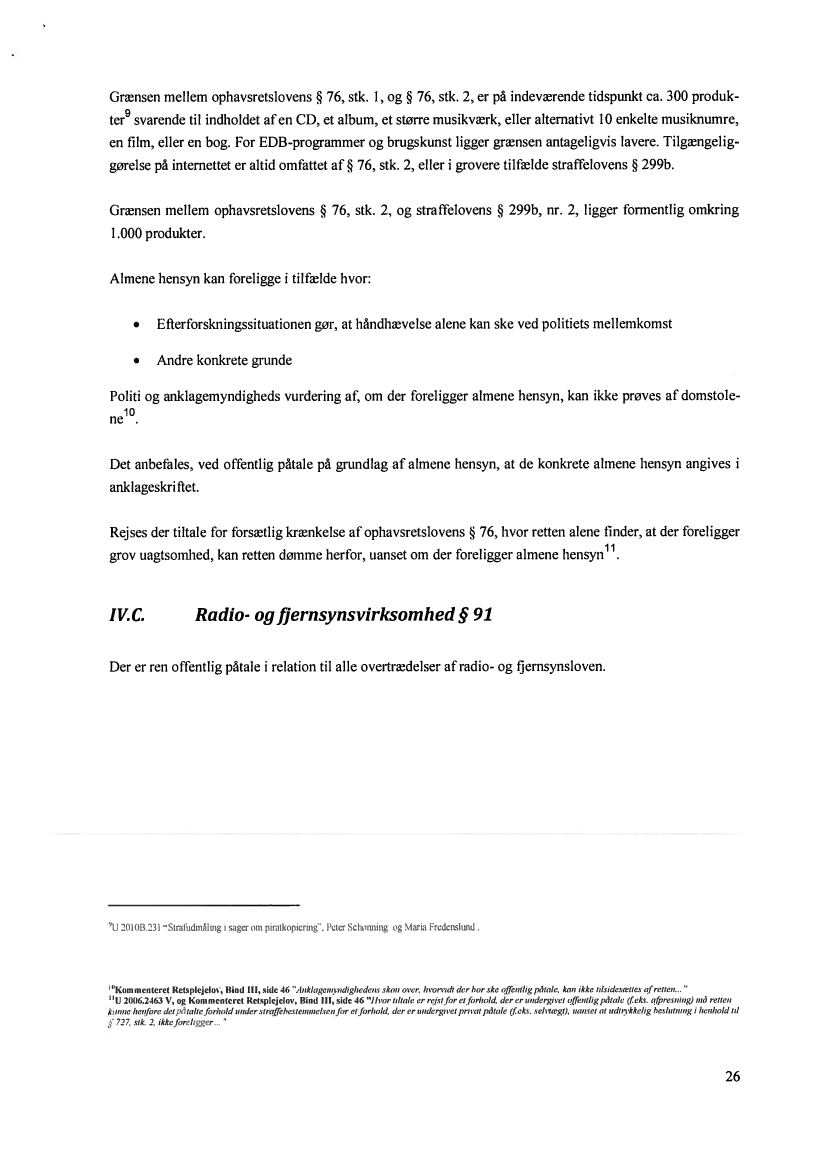 Grænsen mellem ophavsretslovens § 76, stk. 1, og § 76, stk. 2, er på indeværende tidspunkt ca. 300 produk-
ter9 svarende til indholdet af en CD, et album, et større musikværk, eller alternativt 10 enkelte musiknumre,
en film, eller en bog. For EDB-programmer og brugskunst ligger grænsen antageligvis lavere. Tilgængelig-
gørelse på internettet er altid omfattet af § 76, stk. 2, eller i grovere tilfælde straffelovens § 299b.
Grænsen mellem ophavsretslovens § 76, stk. 2, og straffelovens § 299b, nr. 2, ligger formentlig omkring
1.000 produkter.
Almene hensyn kan foreligge i tilfælde hvor:
• Efterforskningssituationen gør, at håndhævelse alene kan ske ved politiets mellemkomst
• Andre konkrete grunde
Politi og anklagemyndigheds vurdering af, om der foreligger almene hensyn, kan ikke prøves af domstole-
ne10.
Det anbefales, ved offentlig påtale på grundlag af almene hensyn, at de konkrete almene hensyn angives i
anklageskriftet.
Rejses der tiltale for forsætlig krænkelse af ophavsretslovens § 76, hvor retten alene finder, at der foreligger
grov uagtsomhed, kan retten dømme herfor, uanset om der foreligger almene hensyn11.
IV.C. Radio- og fjernsynsvirksomhed § 91
Der er ren offentlig påtale i relation til alle overtrædelser af radio- og fjernsynsloven.
9U 2010B.231 "Strafudmåling i sager om piratkopiering", Peter Schønning og Maria Fredenslund .
10Kommenteret Retsplejelov, Bind III, side 46 "Anklagemyndighedens skøn over, hvorvidt der bør ske offentlig påtale, kan ikke tilsidesættes af retten... "
11U 2006.2463 V, og Kommenteret Retsplejelov, Bind III, side 46 "Hvor tiltale er rejst for et forhold, der er undergivet offentlig påtale (f.eks. afpresning) må retten
kunne henføre det påtalte forhold under straffebestemmelsen for et forhold, der er undergivet privat påtale (f.eks. selvtægt), uanset at udtrykkelig beslutning i henhold til
§ 727, stk. 2, ikke foreligger... "
26